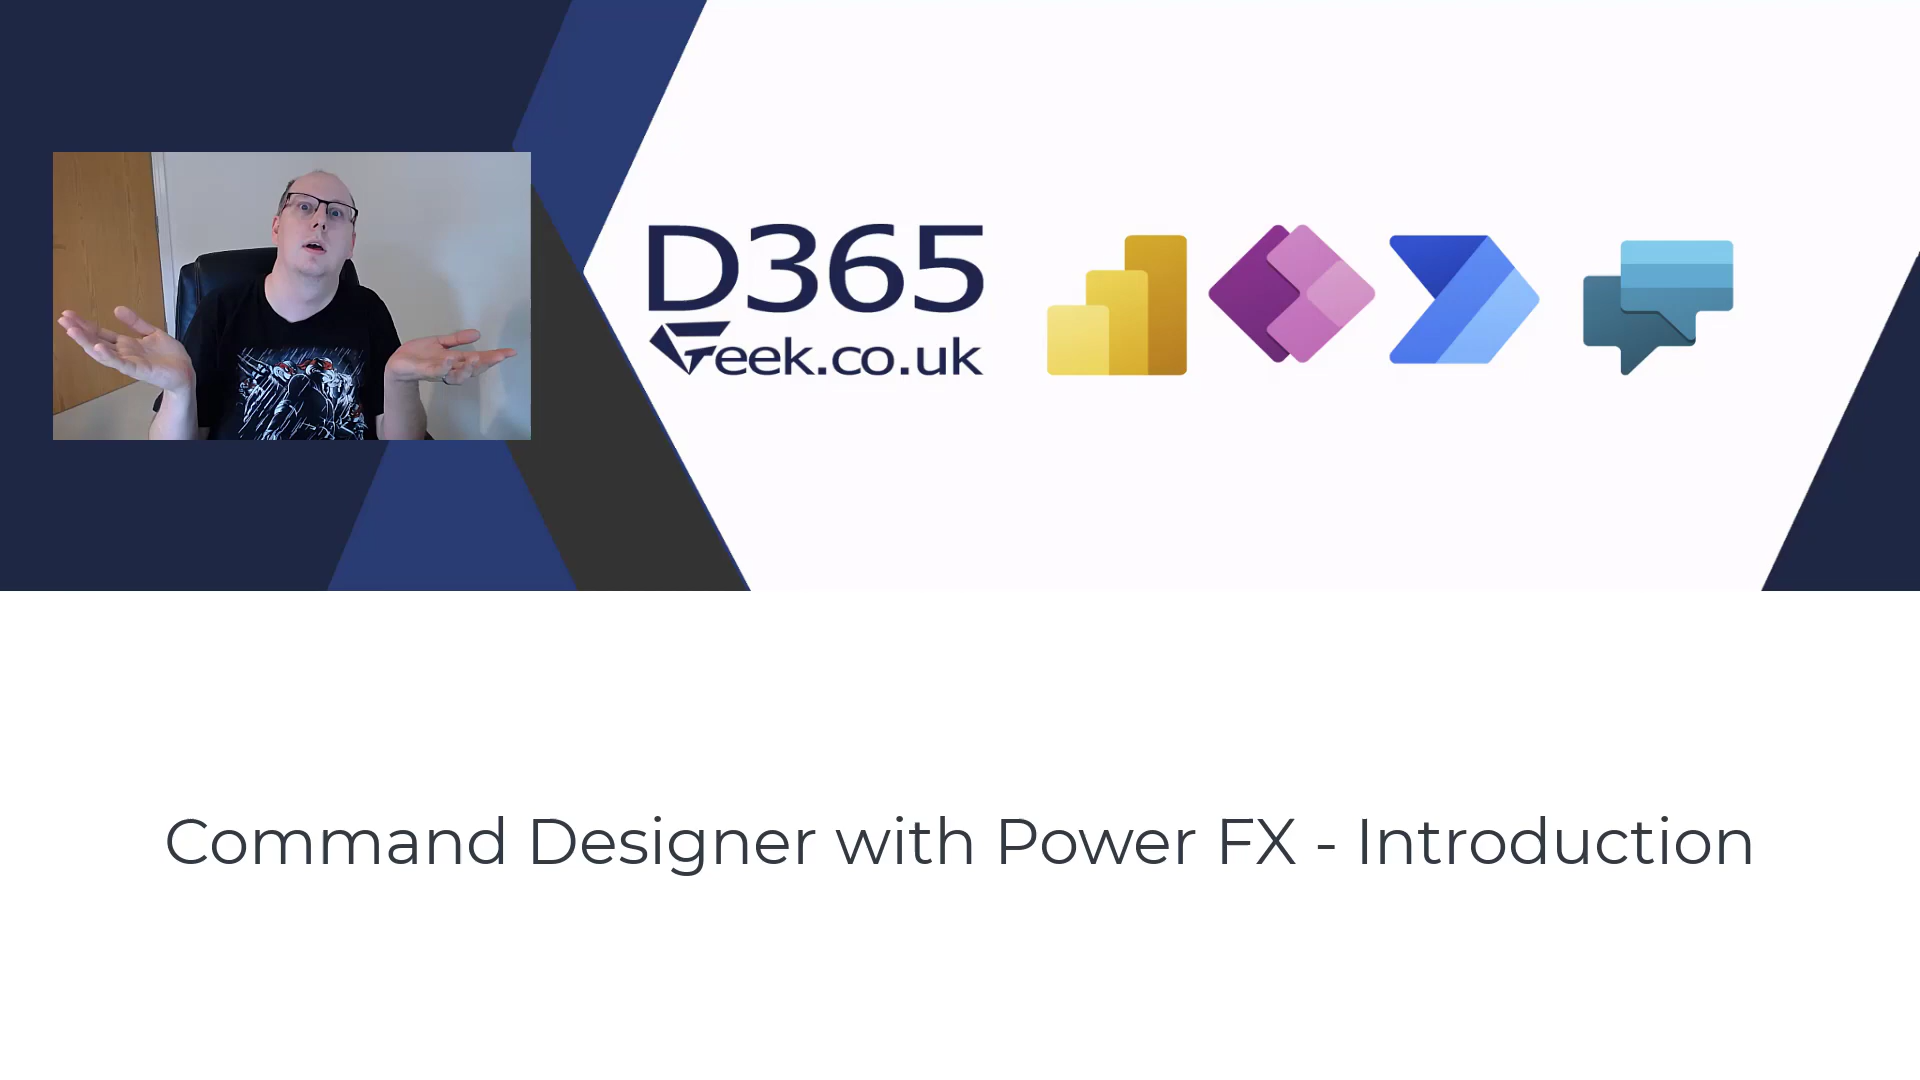 D365
Geek.co.uk
Command Designer with Power FX - Introduction